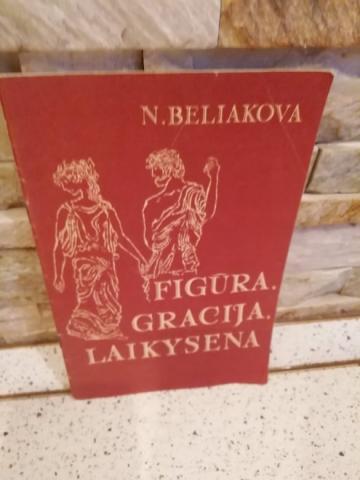 N.BELIAKOVA
FIGŪRA.
GRACIJA.
LAIKYSENA